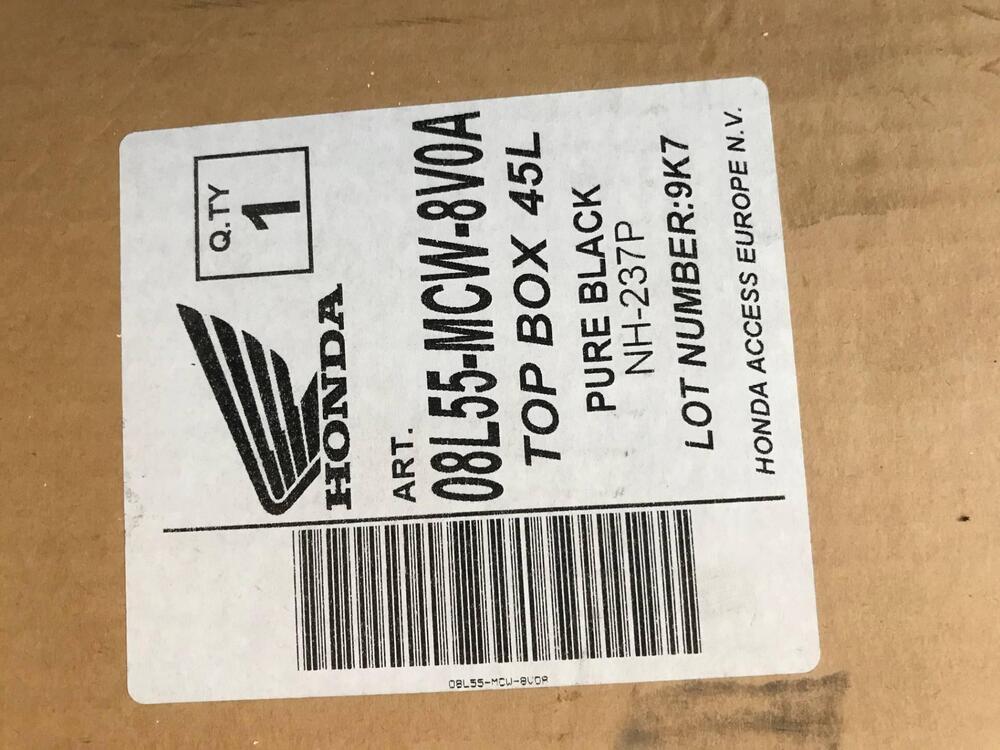 HONDA
Q.TY
1
ART.
08L55-MCW-8V0A
TOP BOX 45L
PURE BLACK
NH-237P
LOT NUMBER:9K7
HONDA ACCESS EUROPE N.V.
08L55-MCW-8V0A